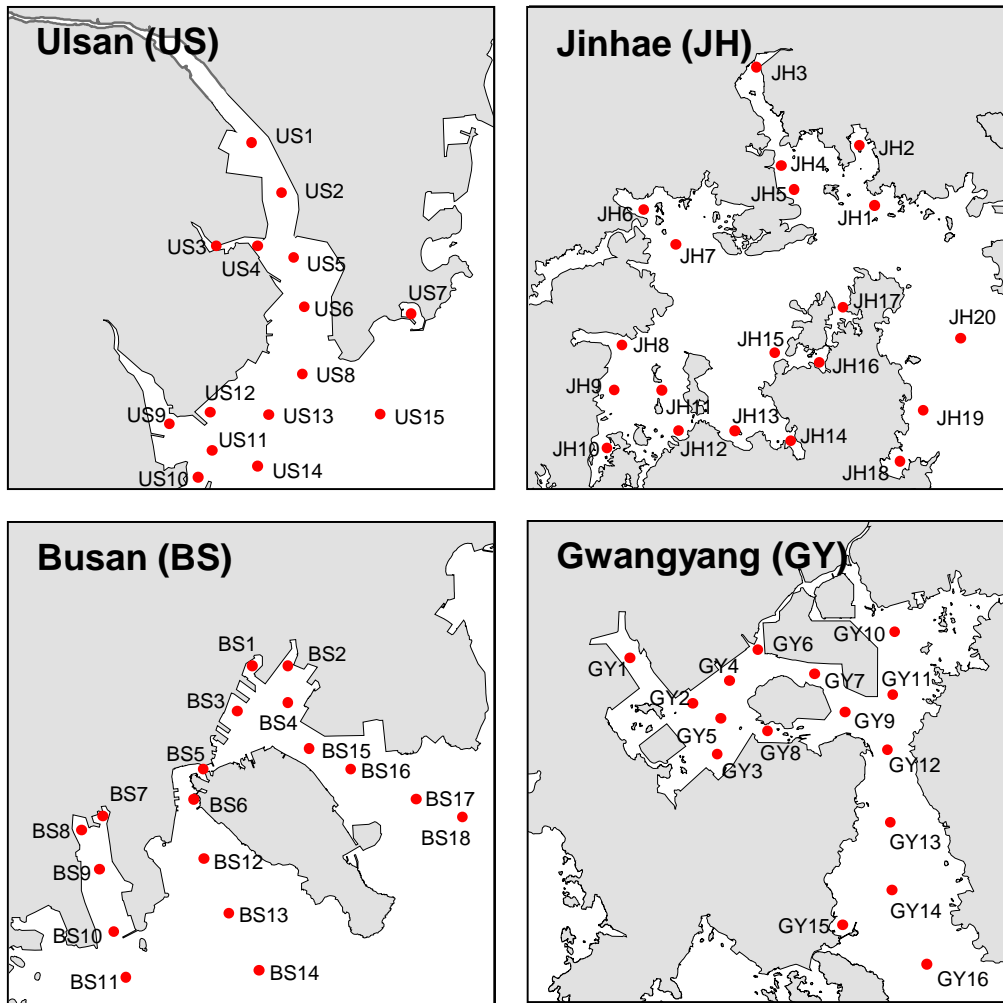 Ulsan (US)
US1
US2
US3
US4
US5
US6
US7
US8
US12
US9
US13
US15
US11
US14
US10
Jinhae (JH)
JH3
JH2
JH4
JH5
JH6
JH1
JH7
JH17
JH20
JH8
JH15
JH16
JH9
JH11
JH19
JH13
JH12
JH14
JH10
JH18
Busan (BS)
BS1
BS2
BS3
BS4
BS5
BS15
BS16
BS7
BS6
BS17
BS8
BS18
BS12
BS9
BS13
BS10
BS14
BS11
Gwangyang (GY)
GY10
GY6
GY1
GY4
GY7
GY11
GY2
GY9
GY5
GY8
GY3
GY12
GY13
GY14
GY15
GY16